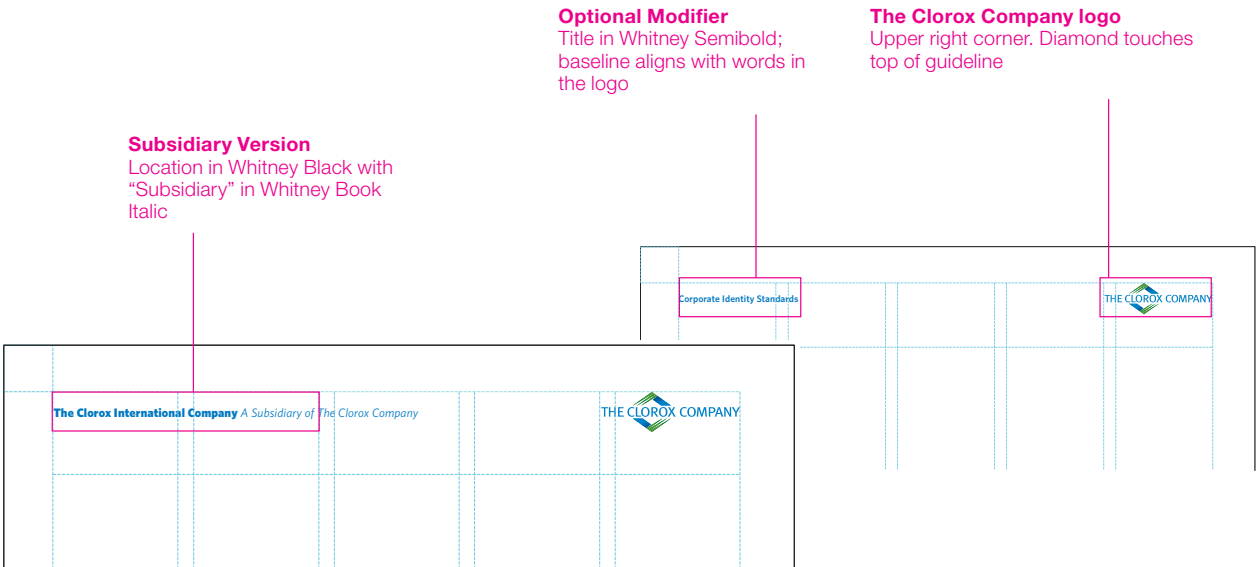 Optional Modifier
Title in Whitney Semibold;
baseline aligns with words in
the logo
The Clorox Company logo
Upper right corner. Diamond touches
top of guideline
Subsidiary Version
Location in Whitney Black with
“Subsidiary” in Whitney Book
Italic
Corporate Identity Standards
THE CLOROX COMPANY
The Clorox International Company A Subsidiary of The Clorox Company
THE CLOROX COMPANY